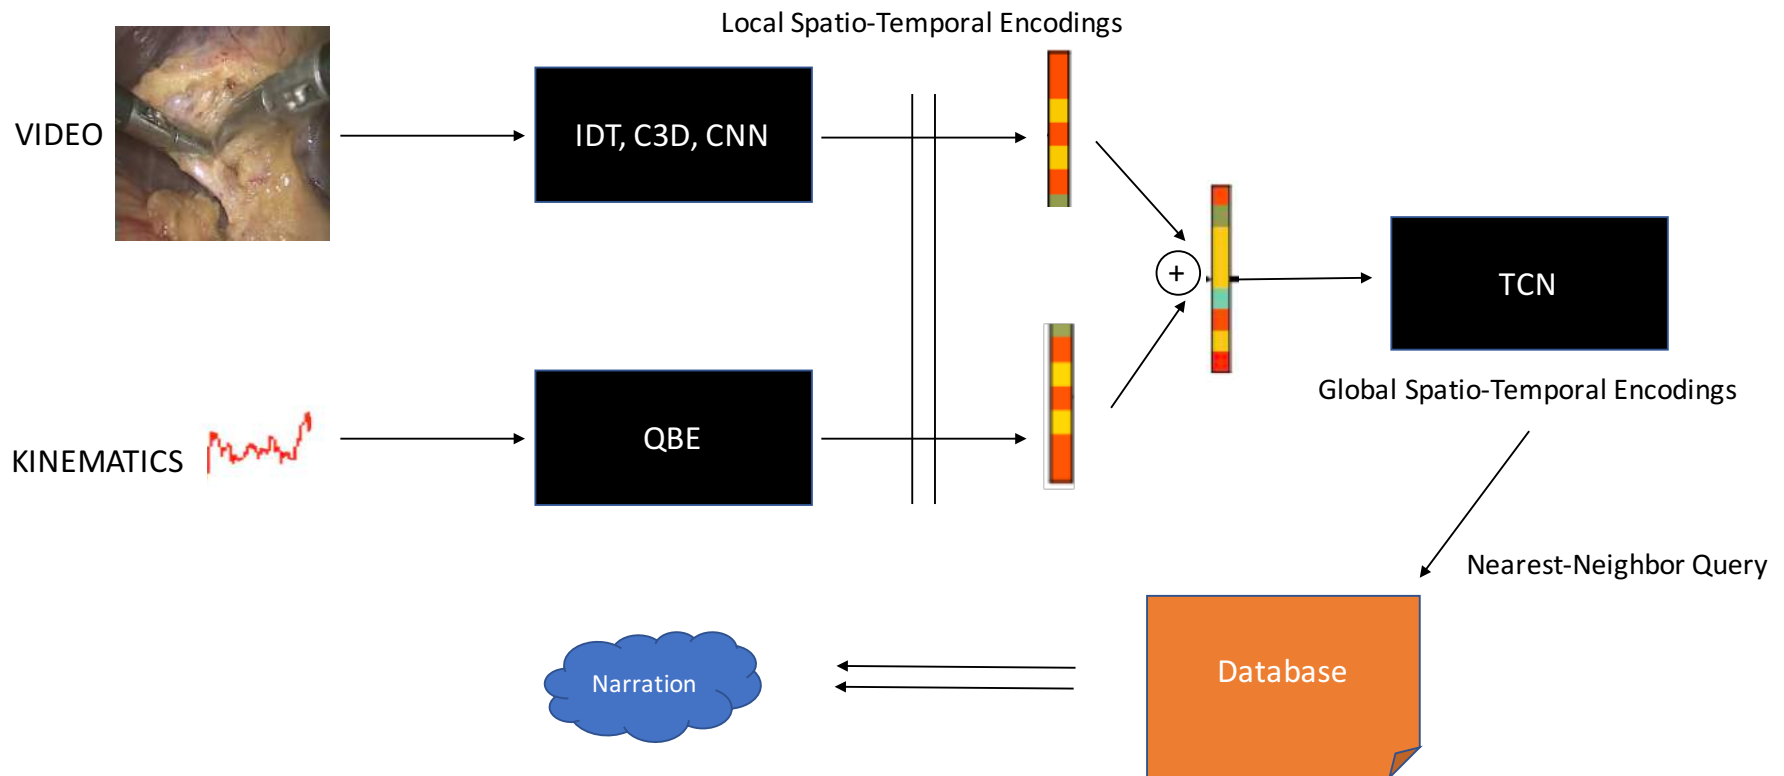 Local Spatio-Temporal Encodings
VIDEO
IDT, C3D, CNN
+
TCN
Global Spatio-Temporal Encodings
KINEMATICS
QBE
Nearest-Neighbor Query
Database
Narration